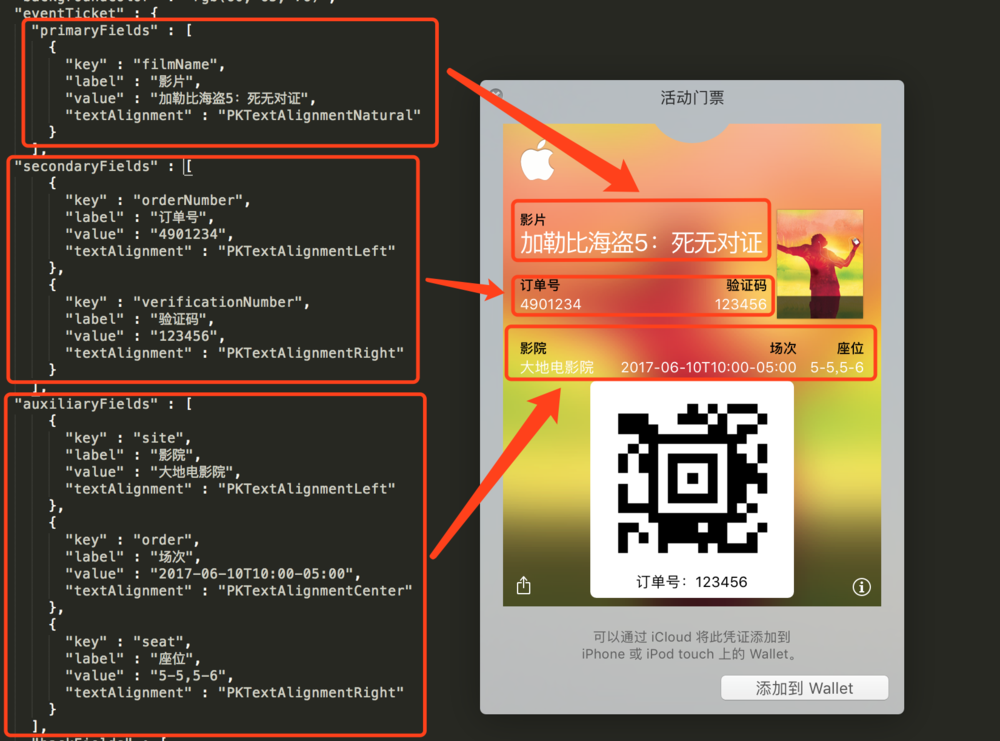 "eventTicket" : {
"primaryFields" : [
{
"key" : "filmName",
"label" : "影片",
"value" : "加勒比海盗5：死无对证",
"textAlignment" : "PKTextAlignmentNatural"
}
],
"secondaryFields" : [
{
"key" : "orderNumber",
"label" : "订单号",
"value" : "4901234",
"textAlignment" : "PKTextAlignmentLeft"
},
{
"key" : "verificationNumber",
"label" : "验证码",
"value" : "123456",
"textAlignment" : "PKTextAlignmentRight"
}
],
"auxiliaryFields" : [
{
"key" : "site",
"label" : "影院",
"value" : "大地电影院",
"textAlignment" : "PKTextAlignmentLeft"
},
{
"key" : "order",
"label" : "场次",
"value" : "2017-06-10T10:00-05:00",
"textAlignment" : "PKTextAlignmentCenter"
},
{
"key" : "seat",
"label" : "座位",
"value" : "5-5,5-6",
"textAlignment" : "PKTextAlignmentRight"
}
],
活动门票
影片
加勒比海盗5：死无对证
订单号 验证码
4901234 123456
影院 场次 座位
大地电影院 2017-06-10T10:00-05:00 5-5,5-6
订单号：123456
可以通过 iCloud 将此凭证添加到
iPhone 或 iPod touch 上的 Wallet。
添加到 Wallet